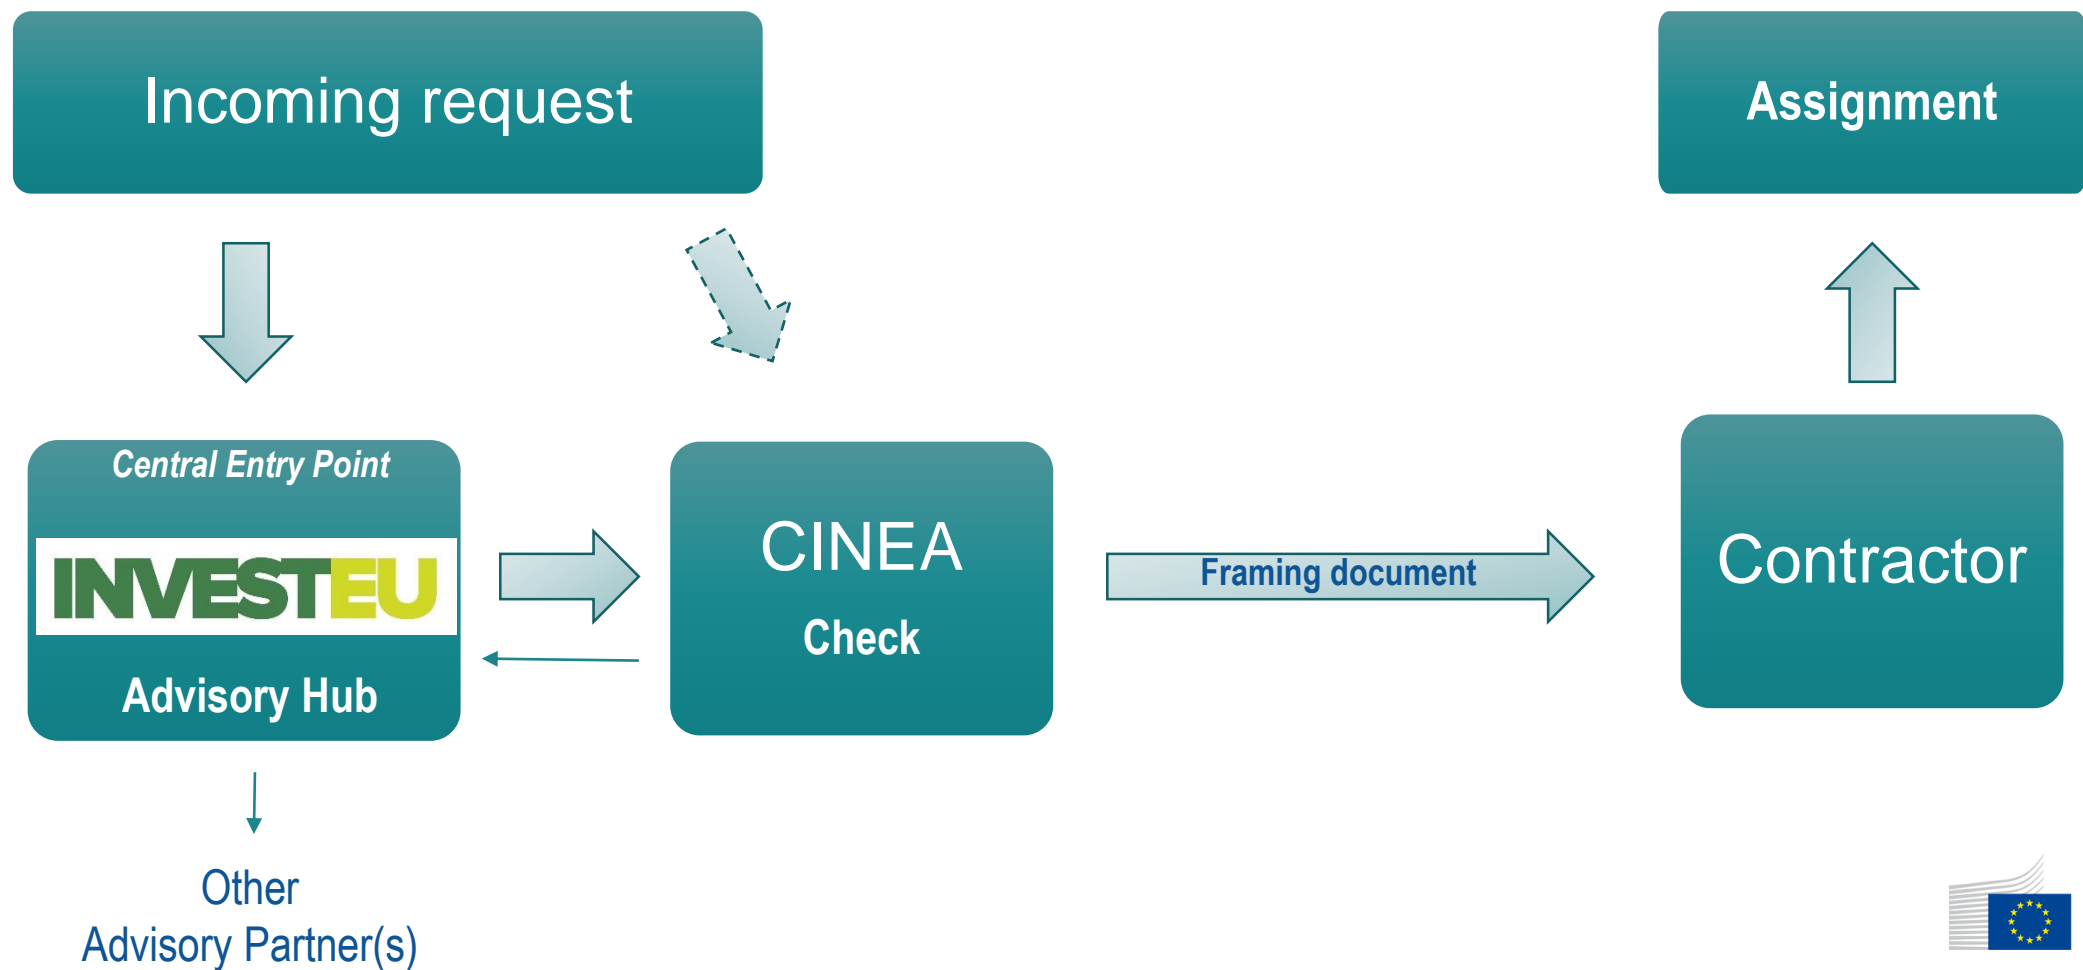 Incoming request
Assignment
Central Entry Point
INVESTEU
Advisory Hub
CINEA
Check
Framing document
Contractor
Other
Advisory Partner(s)